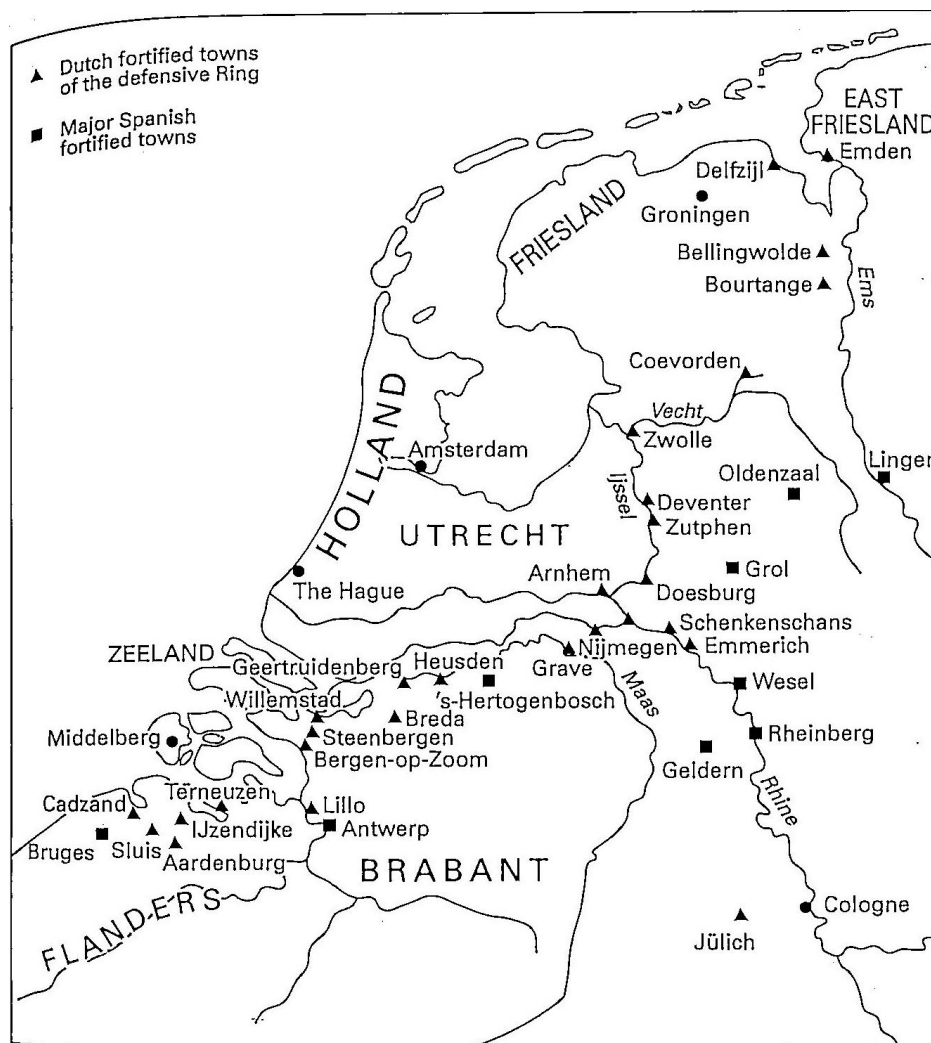 Dutch fortified towns
of the defensive Ring
Major Spanish
fortified towns
EAST
FRIESLAND
Emden
Delfzijl
Groningen
FRIESLAND
Bellingwolde
Bourtange
Ems
Coevorden
Vecht
Zwolle
HOLLAND
Amsterdam
Oldenzaal
Lingen
Ijssel
Deventer
Zutphen
UTRECHT
Grol
The Hague
Arnhem
Doesburg
Schenkenschans
ZEELAND
Geertruidenberg
Heusden
Grave
Nijmegen
Emmerich
Willemstad
's-Hertogenbosch
Maas
Wesel
Breda
Middelberg
Steenbergen
Rheinberg
Bergen-op-Zoom
Geldern
Rhine
Cadzand
Terneuzen
Lillo
IJzendijke
Antwerp
Bruges
Sluis
Aardenburg
BRABANT
FLANDERS
Cologne
Jülich